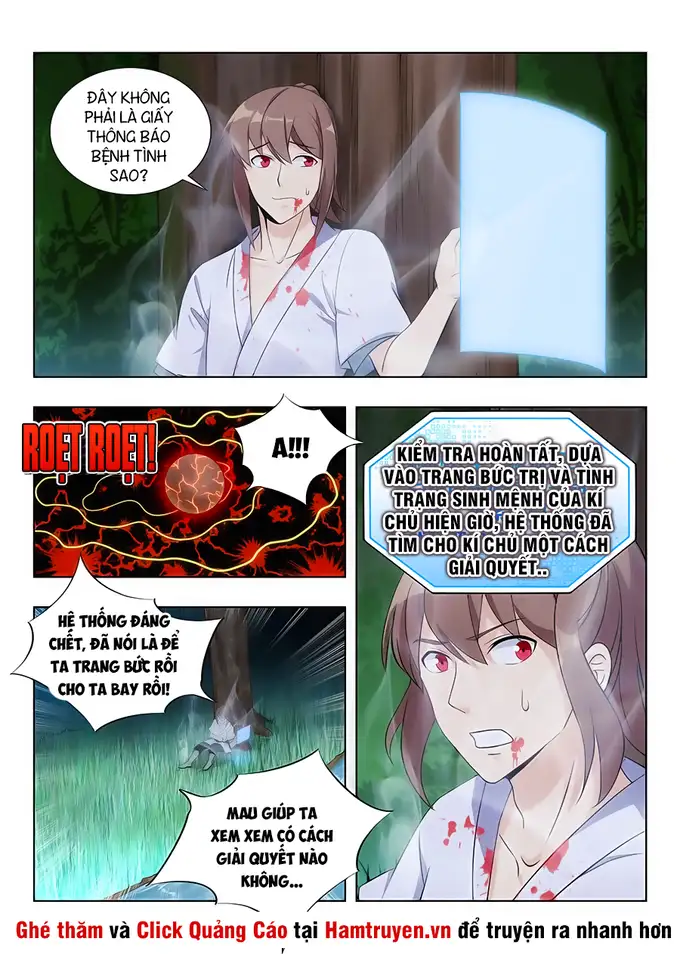 ĐÂY KHÔNG
PHẢI LÀ GIẤY
THÔNG BÁO
BỆNH TÌNH
SAO?
ROẸT ROẸT!
A!!!
HỆ THỐNG ĐÁNG
CHẾT, ĐÃ NÓI LÀ ĐỂ
TA TRANG BỨC RỒI
CHO TA BAY RỒI!
MAU GIÚP TA
XEM XEM CÓ CÁCH
GIẢI QUYẾT NÀO
KHÔNG...
KIỂM TRA HOÀN TẤT, DỰA
VÀO TRANG BỨC TRỊ VÀ TÌNH
TRẠNG SINH MỆNH CỦA KÍ
CHỦ HIỆN GIỜ, HỆ THỐNG ĐÃ
TÌM CHO KÍ CHỦ MỘT CÁCH
GIẢI QUYẾT..
Ghé thăm và Click Quảng Cáo tại Hamtruyen.vn để truyện ra nhanh hơn